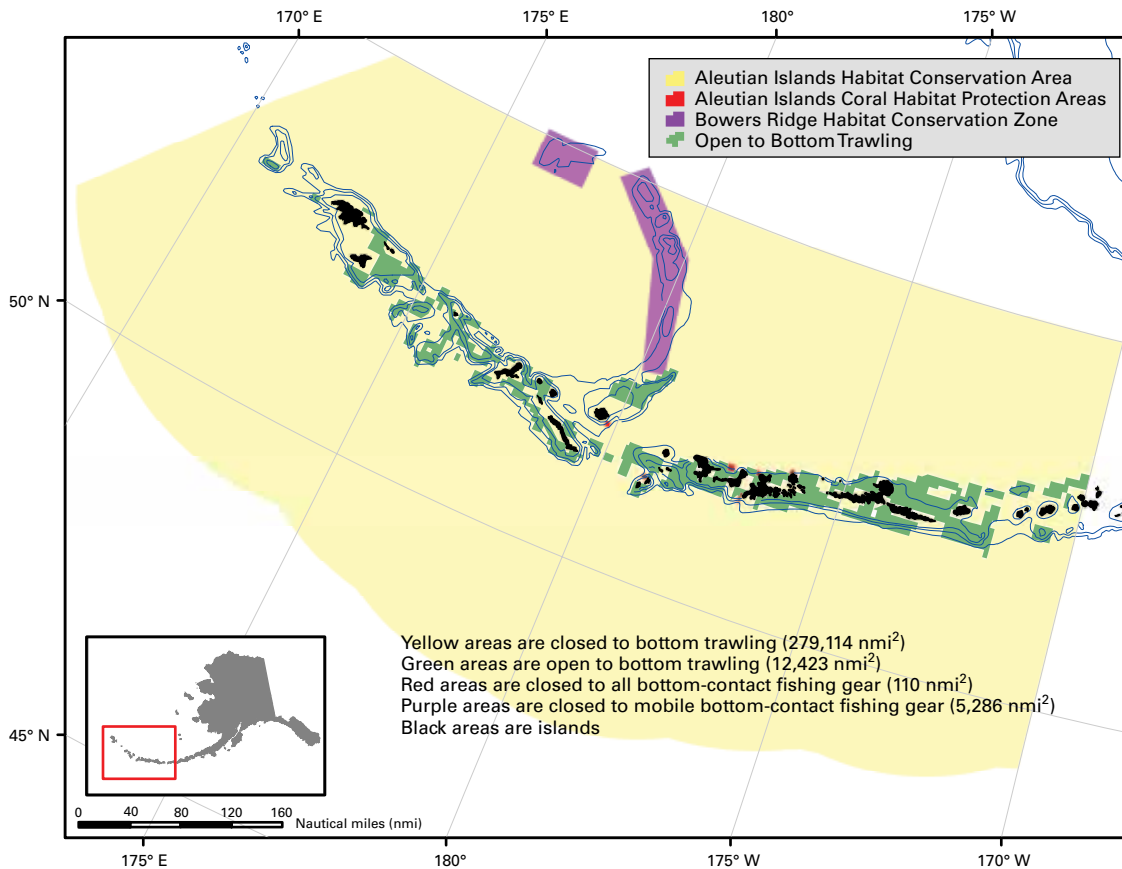 170° E 175° E 180° 175° W
Aleutian Islands Habitat Conservation Area
Aleutian Islands Coral Habitat Protection Areas
Bowers Ridge Habitat Conservation Zone
Open to Bottom Trawling
50° N
Yellow areas are closed to bottom trawling (279,114 nmi²)
Green areas are open to bottom trawling (12,423 nmi²)
Red areas are closed to all bottom-contact fishing gear (110 nmi²)
Purple areas are closed to mobile bottom-contact fishing gear (5,286 nmi²)
Black areas are islands
45° N
0 40 80 120 160
Nautical miles (nmi)
175° E 180° 175° W 170° W